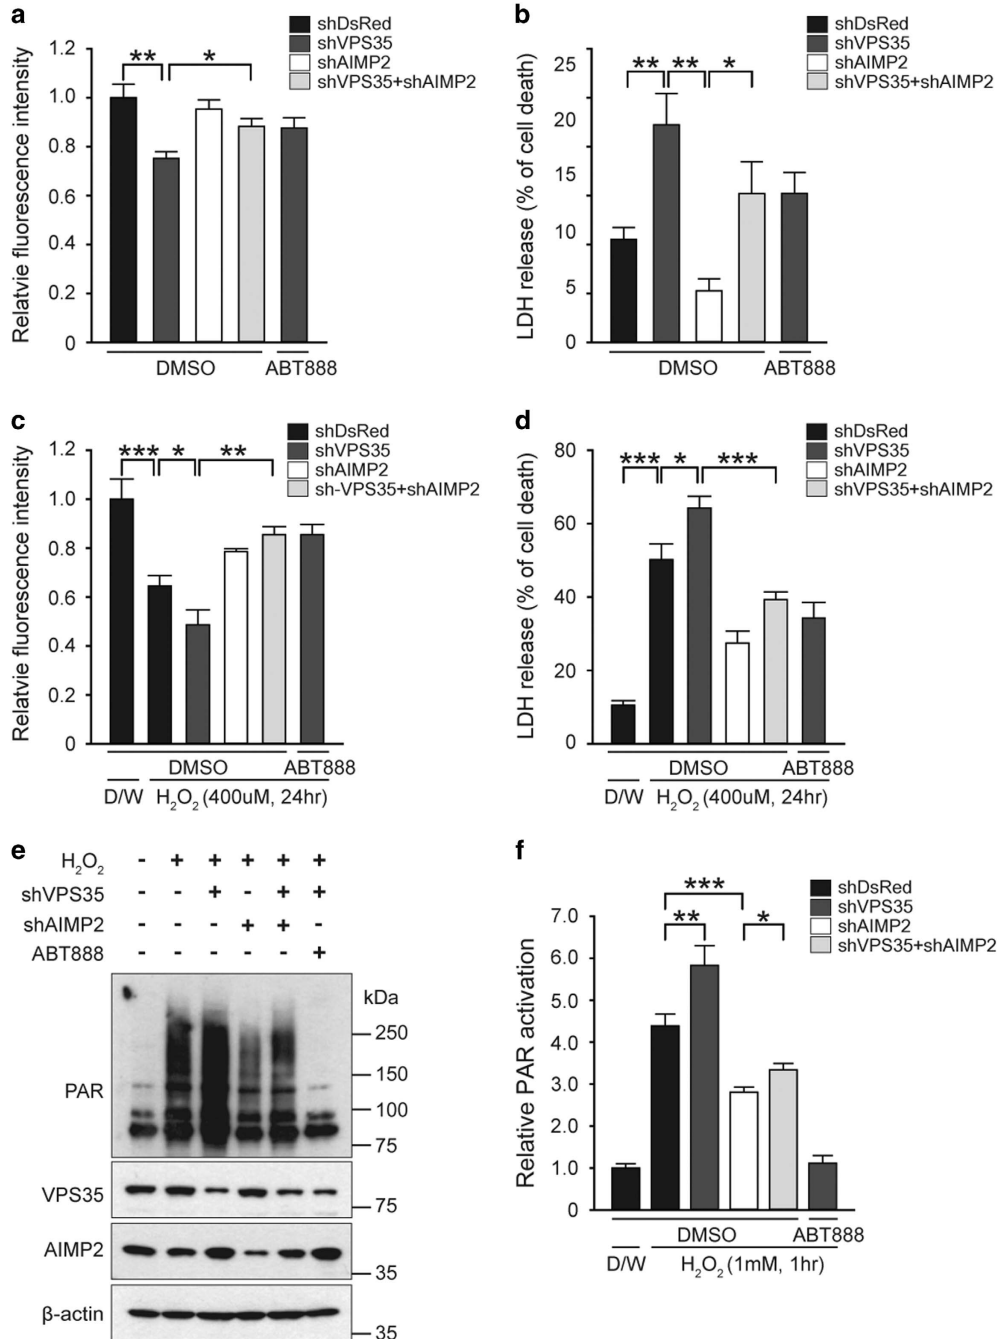 a
shDsRed
shVPS35
shAIMP2
shVPS35+shAIMP2
Relatvie fluorescence intensity
1.2
1.0
0.8
0.6
0.4
0.2
0
** *
DMSO ABT888
b
shDsRed
shVPS35
shAIMP2
shVPS35+shAIMP2
LDH release (% of cell death)
25
20
15
10
5
0
** ** *
DMSO ABT888
c
shDsRed
shVPS35
shAIMP2
sh-VPS35+shAIMP2
Relatvie fluorescence intensity
1.2
1.0
0.8
0.6
0.4
0.2
0
*** * **
DMSO ABT888
D/W H₂O₂ (400uM, 24hr)
d
shDsRed
shVPS35
shAIMP2
shVPS35+shAIMP2
LDH release (% of cell death)
80
60
40
20
0
*** * ***
DMSO ABT888
D/W H₂O₂ (400uM, 24hr)
e
H₂O₂ - + + + + +
shVPS35 - - + - + +
shAIMP2 - - - + + -
ABT888 - - - - - +
kDa
PAR
250
150
100
75
VPS35
75
AIMP2
35
β-actin
35
f
shDsRed
shVPS35
shAIMP2
shVPS35+shAIMP2
Relative PAR activation
7.0
6.0
5.0
4.0
3.0
2.0
1.0
0
***
** *
DMSO ABT888
D/W H₂O₂ (1mM, 1hr)